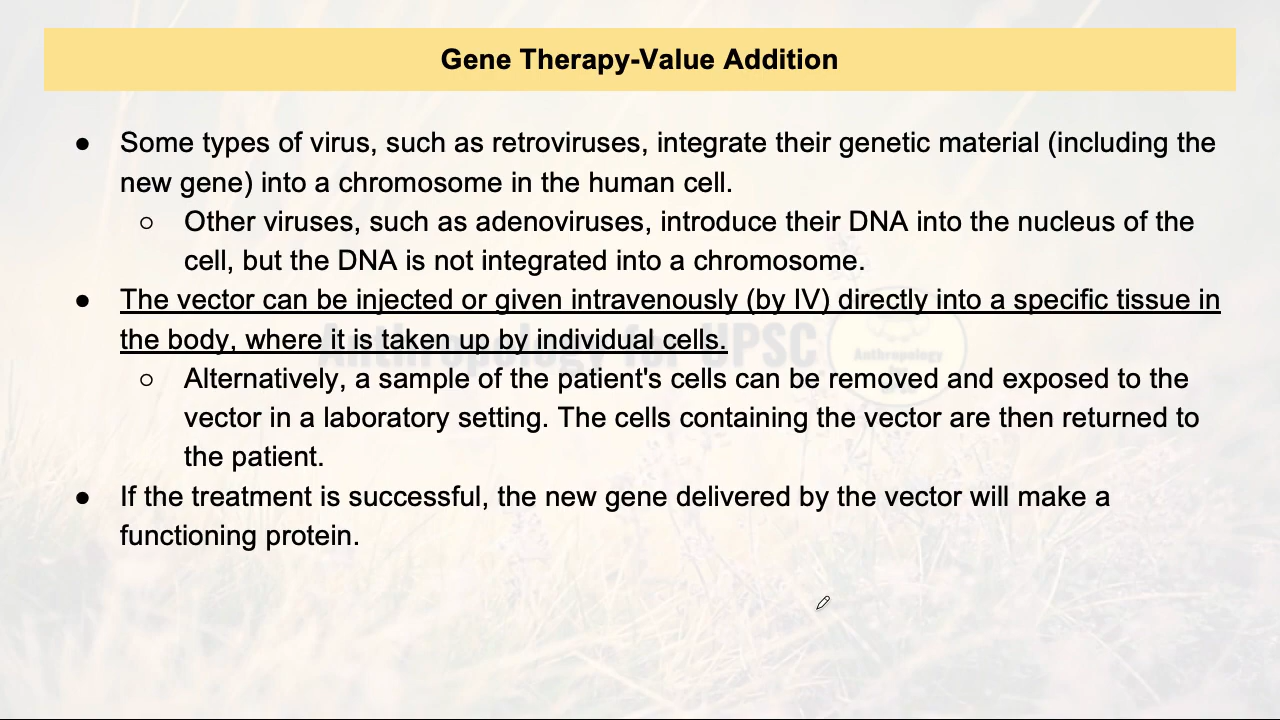 Gene Therapy-Value Addition
● Some types of virus, such as retroviruses, integrate their genetic material (including the
new gene) into a chromosome in the human cell.
○ Other viruses, such as adenoviruses, introduce their DNA into the nucleus of the
cell, but the DNA is not integrated into a chromosome.
● The vector can be injected or given intravenously (by IV) directly into a specific tissue in
the body, where it is taken up by individual cells.
Anthropology for UPSC
Anthropology
○ Alternatively, a sample of the patient's cells can be removed and exposed to the
vector in a laboratory setting. The cells containing the vector are then returned to
the patient.
● If the treatment is successful, the new gene delivered by the vector will make a
functioning protein.